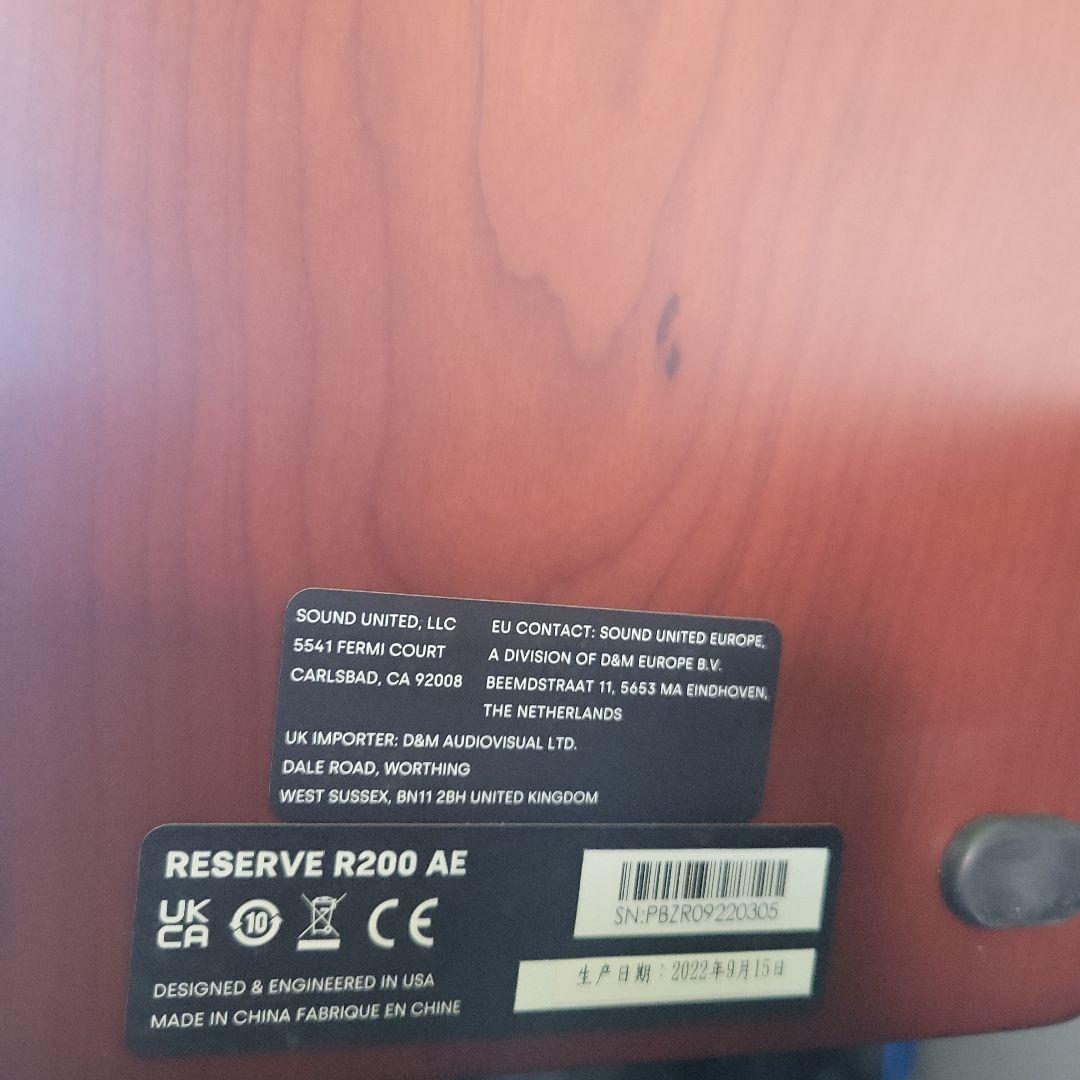 SOUND UNITED, LLC
5541 FERMI COURT
CARLSBAD, CA 92008
EU CONTACT: SOUND UNITED EUROPE,
A DIVISION OF D&M EUROPE B.V.
BEEMDSTRAAT 11, 5653 MA EINDHOVEN,
THE NETHERLANDS
UK IMPORTER: D&M AUDIOVISUAL LTD.
DALE ROAD, WORTHING
WEST SUSSEX, BN11 2BH UNITED KINGDOM
RESERVE R200 AE
UK
CA
10
CE
DESIGNED & ENGINEERED IN USA
MADE IN CHINA FABRIQUE EN CHINE
SN:PBZR09220305
生产日期：2022年9月15日